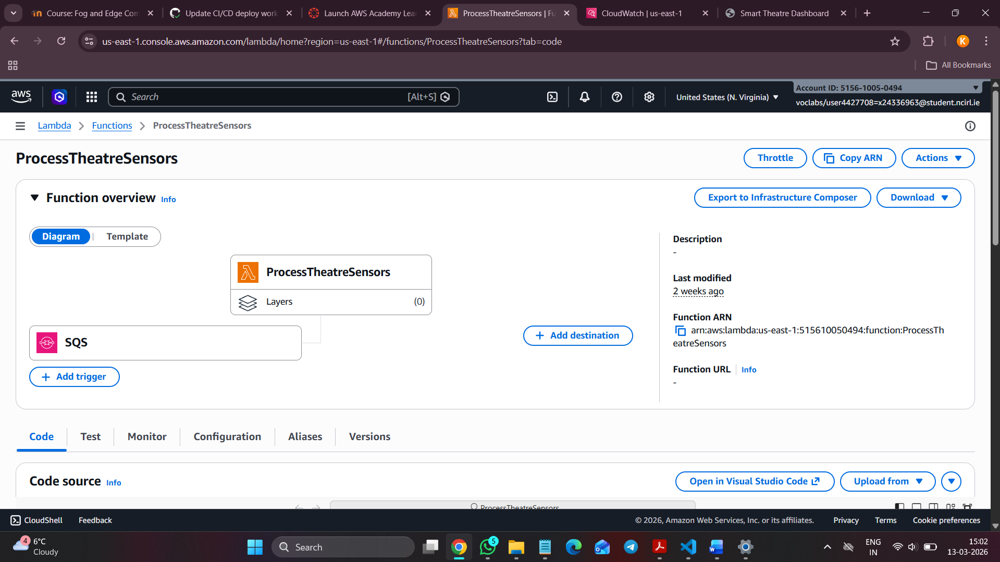 Course: Fog and Edge Com
Update CI/CD deploy work
Launch AWS Academy Lea
ProcessTheatreSensors | Fu
CloudWatch | us-east-1
Smart Theatre Dashboard
us-east-1.console.aws.amazon.com/lambda/home?region=us-east-1#/functions/ProcessTheatreSensors?tab=code
K
All Bookmarks
aws
Search
[Alt+S]
United States (N. Virginia)
Account ID: 5156-1005-0494
voclabs/user4427708=x24336963@student.ncirl.ie
Lambda
Functions
ProcessTheatreSensors
ProcessTheatreSensors
Throttle
Copy ARN
Actions
Function overview
Info
Export to Infrastructure Composer
Download
Diagram
Template
ProcessTheatreSensors
Layers
(0)
SQS
Add trigger
Add destination
Description
-
Last modified
2 weeks ago
Function ARN
arn:aws:lambda:us-east-1:515610050494:function:ProcessTh
eatreSensors
Function URL
Info
-
Code
Test
Monitor
Configuration
Aliases
Versions
Code source
Info
Open in Visual Studio Code
Upload from
ProcessTheatreSensors
CloudShell
Feedback
© 2026, Amazon Web Services, Inc. or its affiliates.
Privacy
Terms
Cookie preferences
4
6°C
Cloudy
Search
5
ENG
IN
15:02
13-03-2026